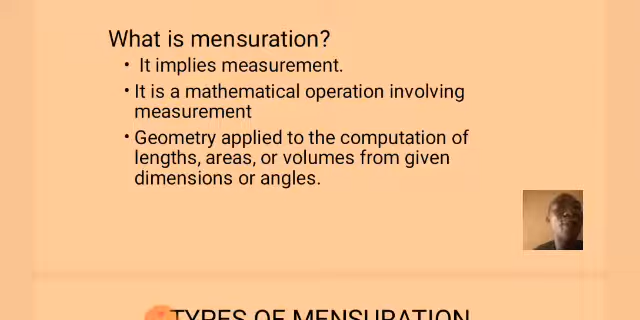 What is mensuration?
• It implies measurement.
• It is a mathematical operation involving
measurement
• Geometry applied to the computation of
lengths, areas, or volumes from given
dimensions or angles.
TYPES OF MENSURATION